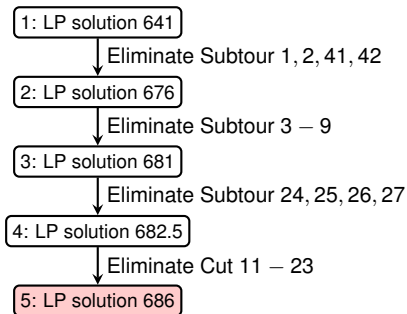 1: LP solution 641
Eliminate Subtour 1, 2, 41, 42
2: LP solution 676
Eliminate Subtour 3 − 9
3: LP solution 681
Eliminate Subtour 24, 25, 26, 27
4: LP solution 682.5
Eliminate Cut 11 − 23
5: LP solution 686